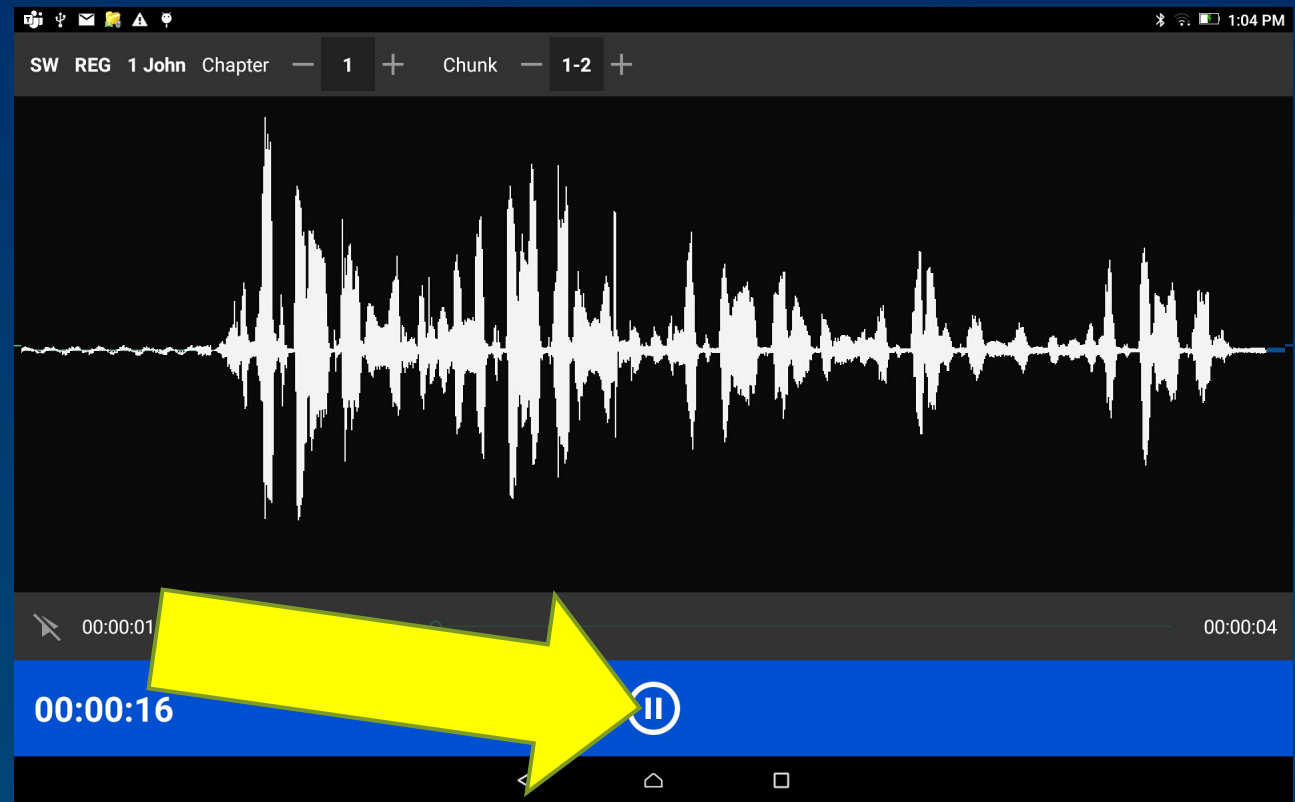 1:04 PM
SW REG 1 John Chapter — 1 + Chunk — 1-2 +
00:00:01 00:00:04
00:00:16